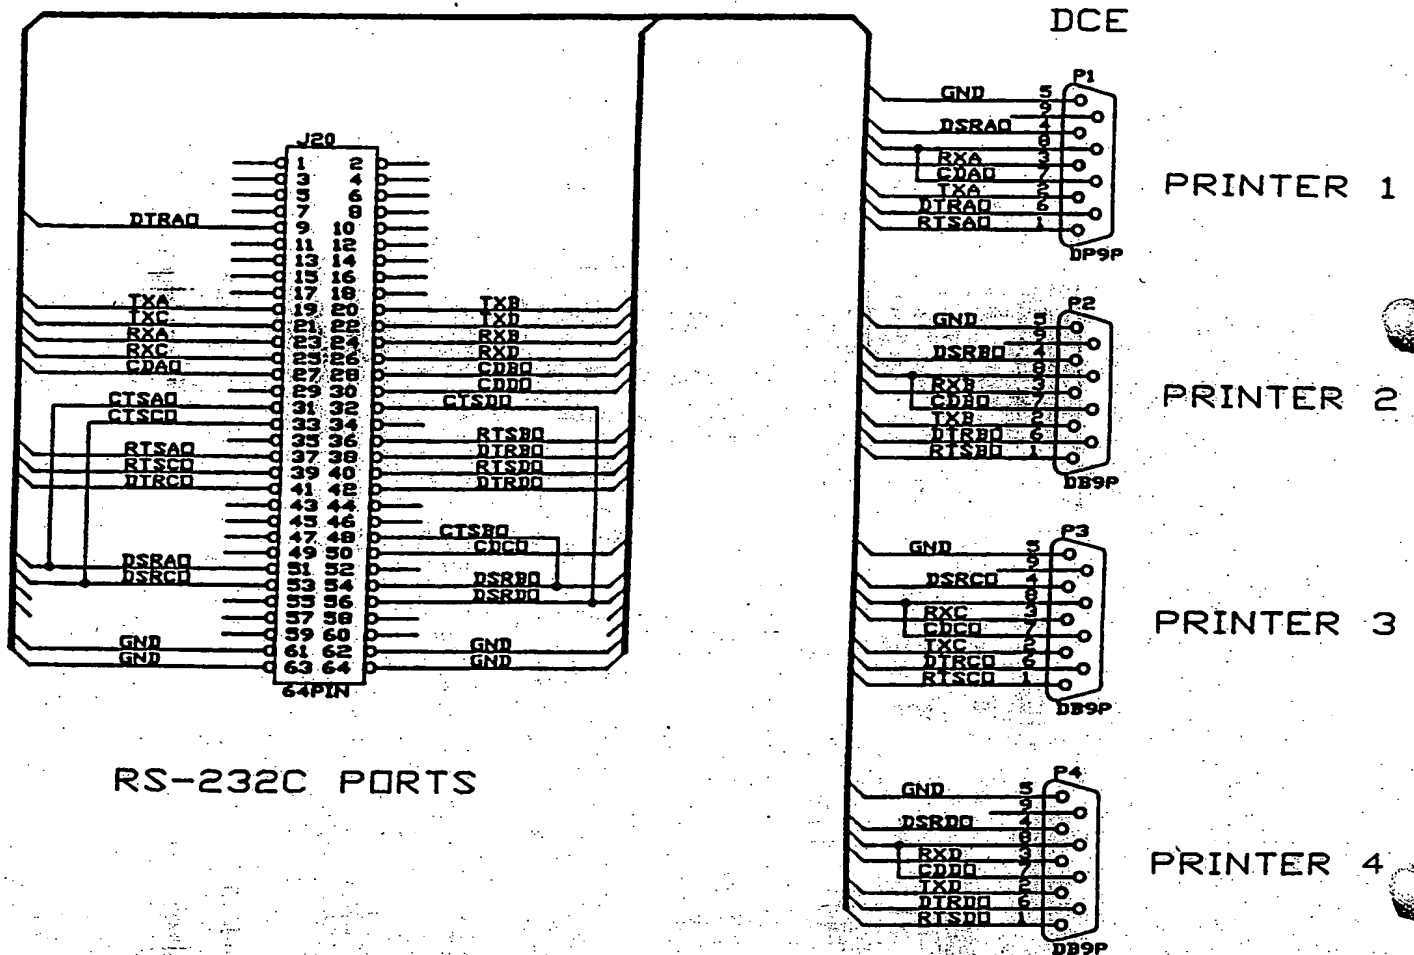 DCE
J20
1 2
3 4
5 6
7 8
DTRAO 9 10
11 12
13 14
15 16
17 18
TXA 19 20 TXB
TXC 21 22 TXD
RXA 23 24 RXB
RXC 25 26 RXD
CDAO 27 28 CDBO
29 30 CDDO
CTSAO 31 32 CTSDO
CTSCO 33 34
35 36 RTSBO
RTSAO 37 38 DTRBO
RTSCO 39 40 RTSDO
DTRCO 41 42 DTRDO
43 44
45 46
47 48 CTSBO
49 50 CDCO
DSRAO 51 52
DSRCO 53 54 DSRBO
55 56 DSRDO
57 58
59 60
GND 61 62 GND
GND 63 64 GND
64PIN
RS-232C PORTS
P1
GND 5
9
DSRAO 4
8
RXA 3
CDAO 7
TXA 2
DTRAO 6
RTSAO 1
DP9P
PRINTER 1
P2
GND 5
9
DSRBO 4
8
RXB 3
CDBO 7
TXB 2
DTRBO 6
RTSBO 1
DB9P
PRINTER 2
P3
GND 5
9
DSRCO 4
8
RXC 3
CDCO 7
TXC 2
DTRCO 6
RTSCO 1
DB9P
PRINTER 3
P4
GND 5
9
DSRDO 4
8
RXD 3
CDDO 7
TXD 2
DTRDO 6
RTSDO 1
DB9P
PRINTER 4